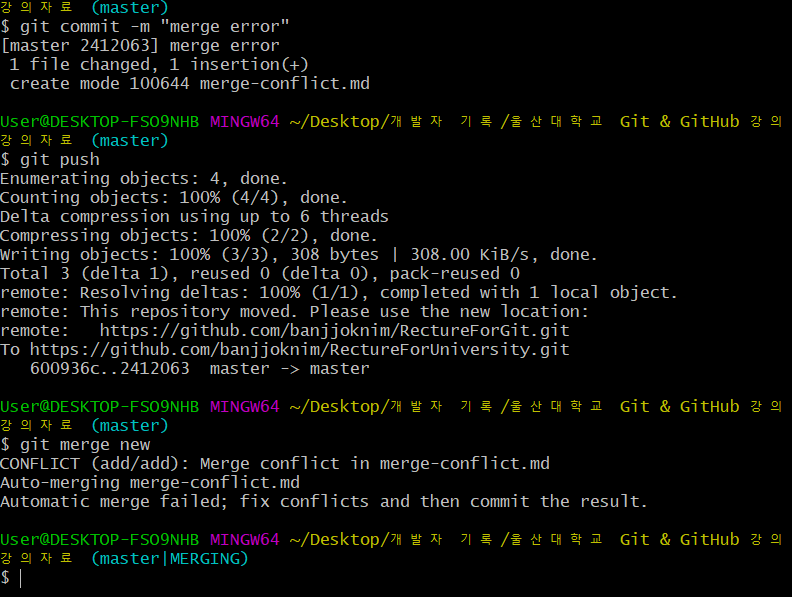 강의자료 (master)
$ git commit -m "merge error"
[master 2412063] merge error
 1 file changed, 1 insertion(+)
 create mode 100644 merge-conflict.md

User@DESKTOP-FSO9NHB MINGW64 ~/Desktop/개발자 기록/울산대학교 Git & GitHub 강의
강의자료 (master)
$ git push
Enumerating objects: 4, done.
Counting objects: 100% (4/4), done.
Delta compression using up to 6 threads
Compressing objects: 100% (2/2), done.
Writing objects: 100% (3/3), 308 bytes | 308.00 KiB/s, done.
Total 3 (delta 1), reused 0 (delta 0), pack-reused 0
remote: Resolving deltas: 100% (1/1), completed with 1 local object.
remote: This repository moved. Please use the new location:
remote:   https://github.com/banjjoknim/RectureForGit.git
To https://github.com/banjjoknim/RectureForUniversity.git
   600936c..2412063  master -> master

User@DESKTOP-FSO9NHB MINGW64 ~/Desktop/개발자 기록/울산대학교 Git & GitHub 강의
강의자료 (master)
$ git merge new
CONFLICT (add/add): Merge conflict in merge-conflict.md
Auto-merging merge-conflict.md
Automatic merge failed; fix conflicts and then commit the result.

User@DESKTOP-FSO9NHB MINGW64 ~/Desktop/개발자 기록/울산대학교 Git & GitHub 강의
강의자료 (master|MERGING)
$